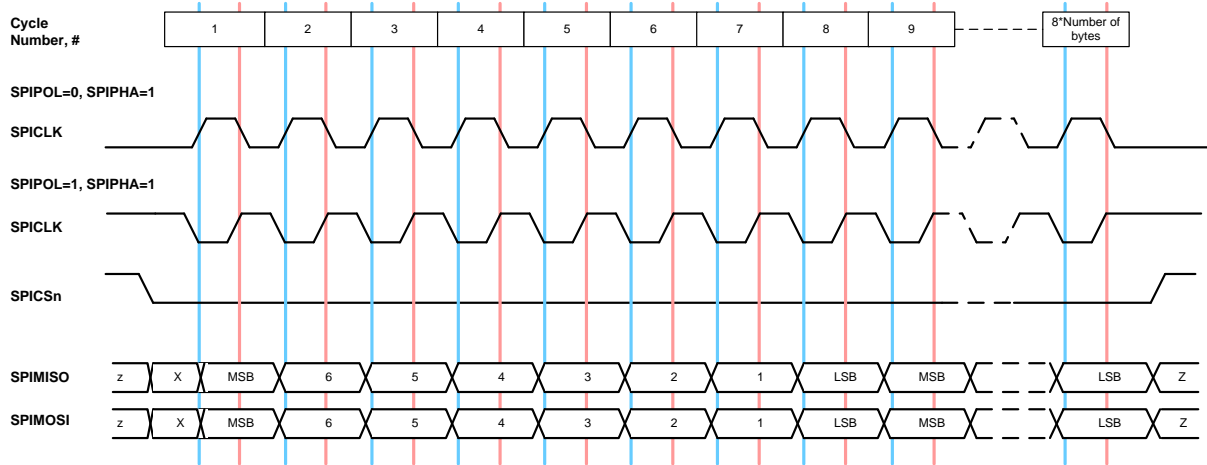 Cycle
Number, #
1 2 3 4 5 6 7 8 9 8*Number of
bytes
SPIPOL=0, SPIPHA=1
SPICLK
SPIPOL=1, SPIPHA=1
SPICLK
SPICSn
SPIMISO z X MSB 6 5 4 3 2 1 LSB MSB LSB Z
SPIMOSI z X MSB 6 5 4 3 2 1 LSB MSB LSB Z